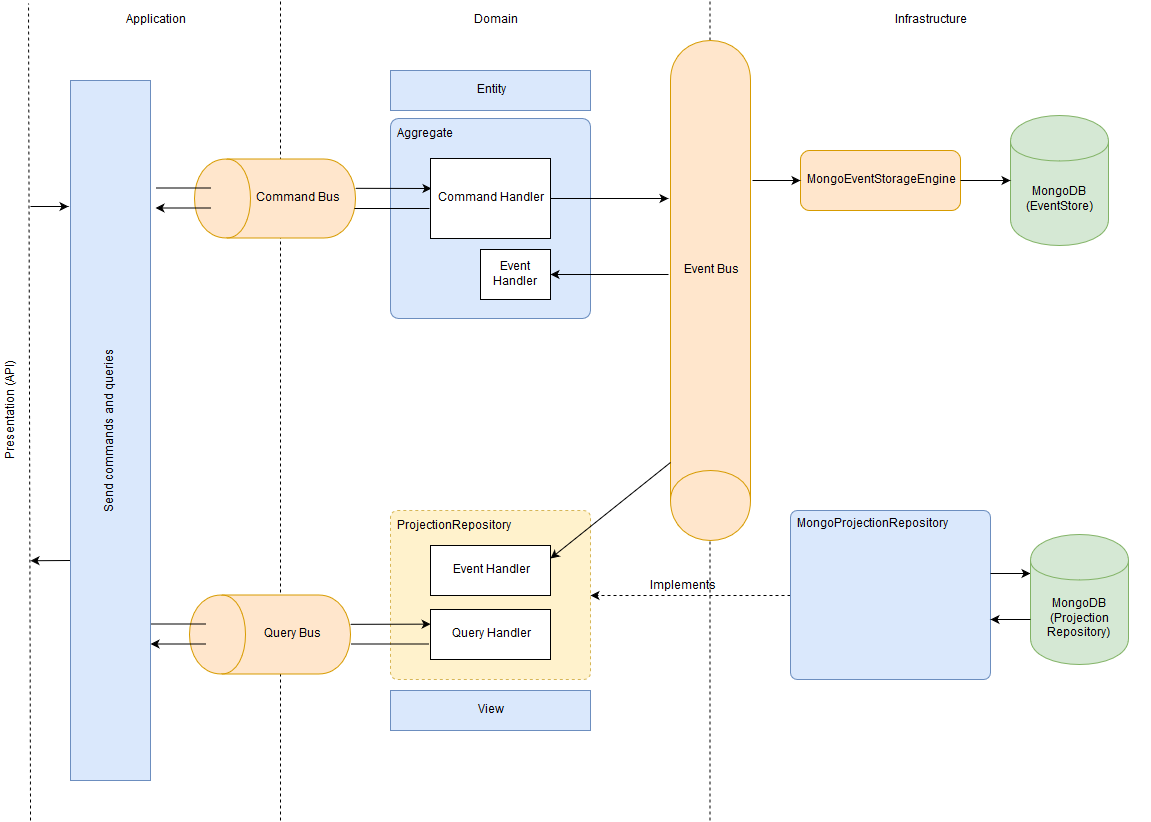 Application
Domain
Infrastructure
Entity
Aggregate
Command Bus
Command Handler
MongoEventStorageEngine
MongoDB
(EventStore)
Event
Handler
Event Bus
Presentation (API)
Send commands and queries
ProjectionRepository
MongoProjectionRepository
Event Handler
Implements
MongoDB
(Projection
Repository)
Query Bus
Query Handler
View